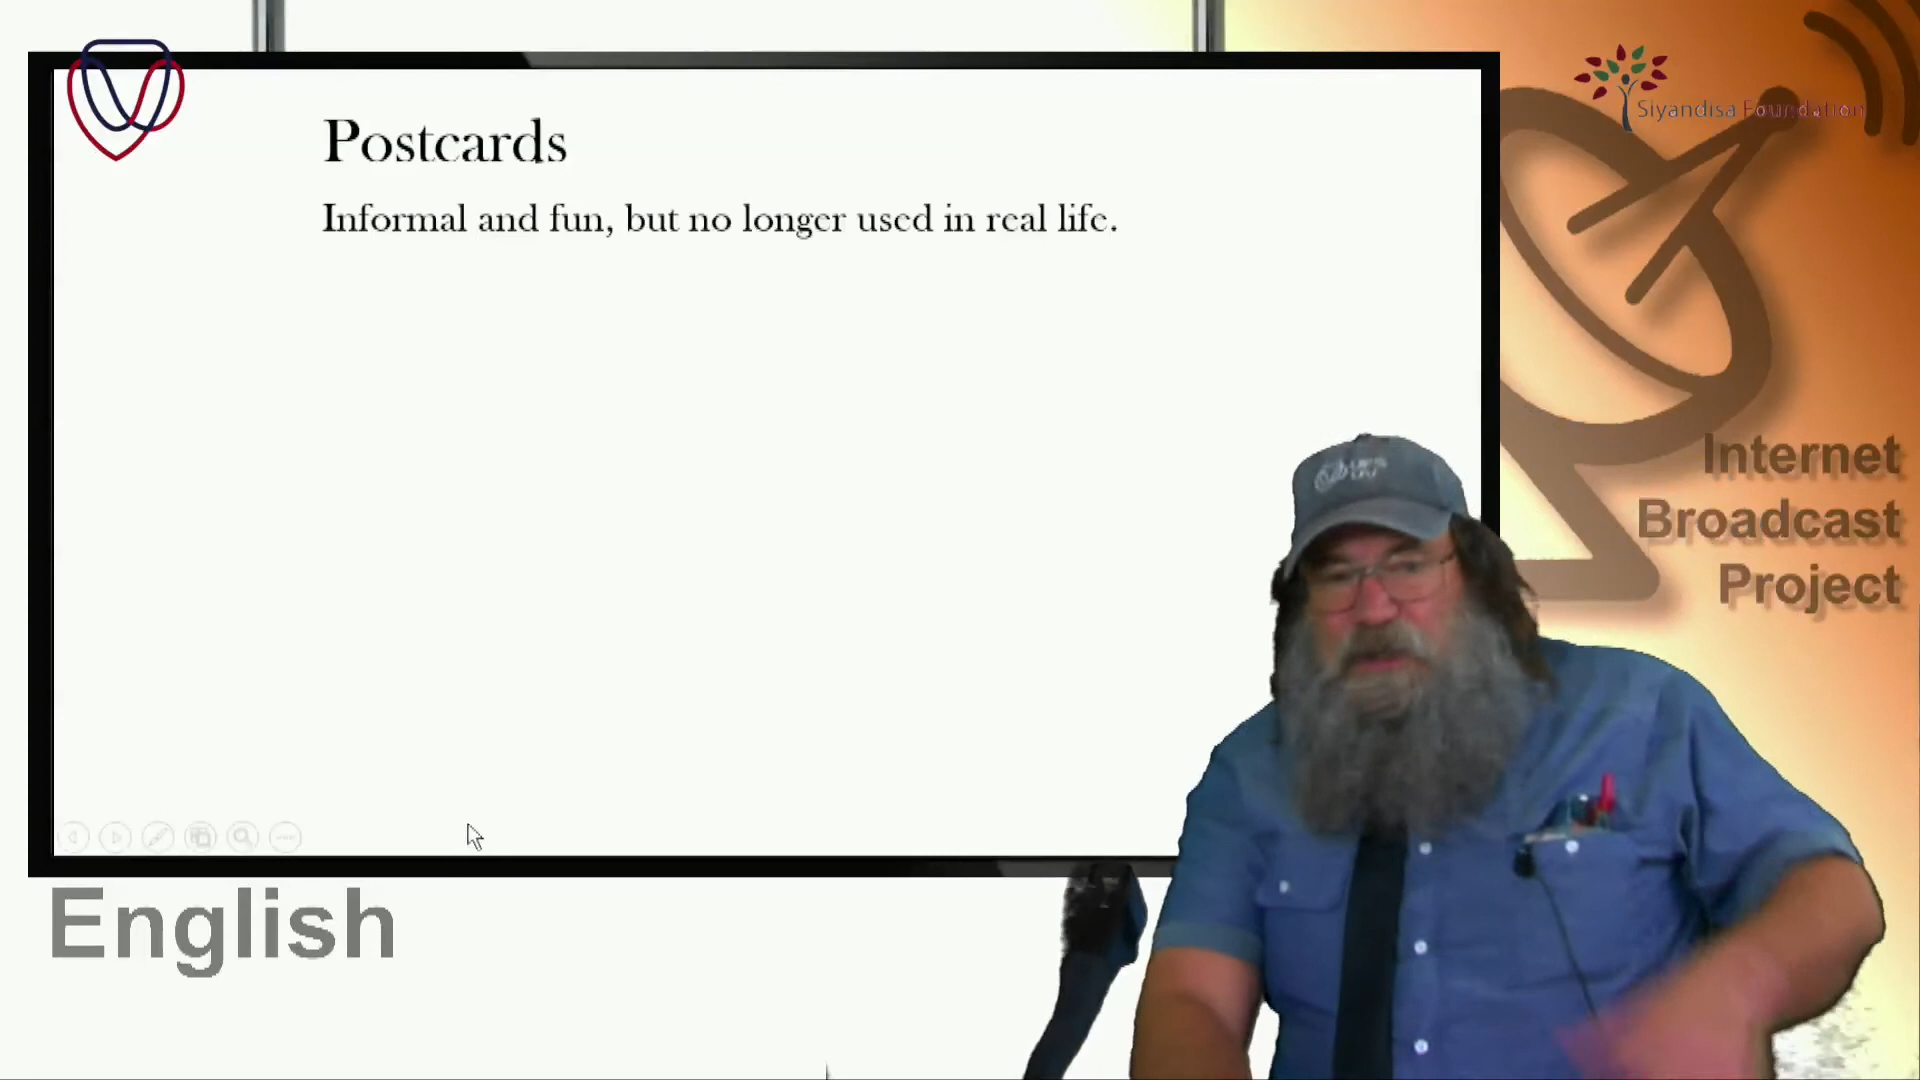 Postcards
Siyandisa Foundation
Informal and fun, but no longer used in real life.
Internet
Broadcast
Project
English